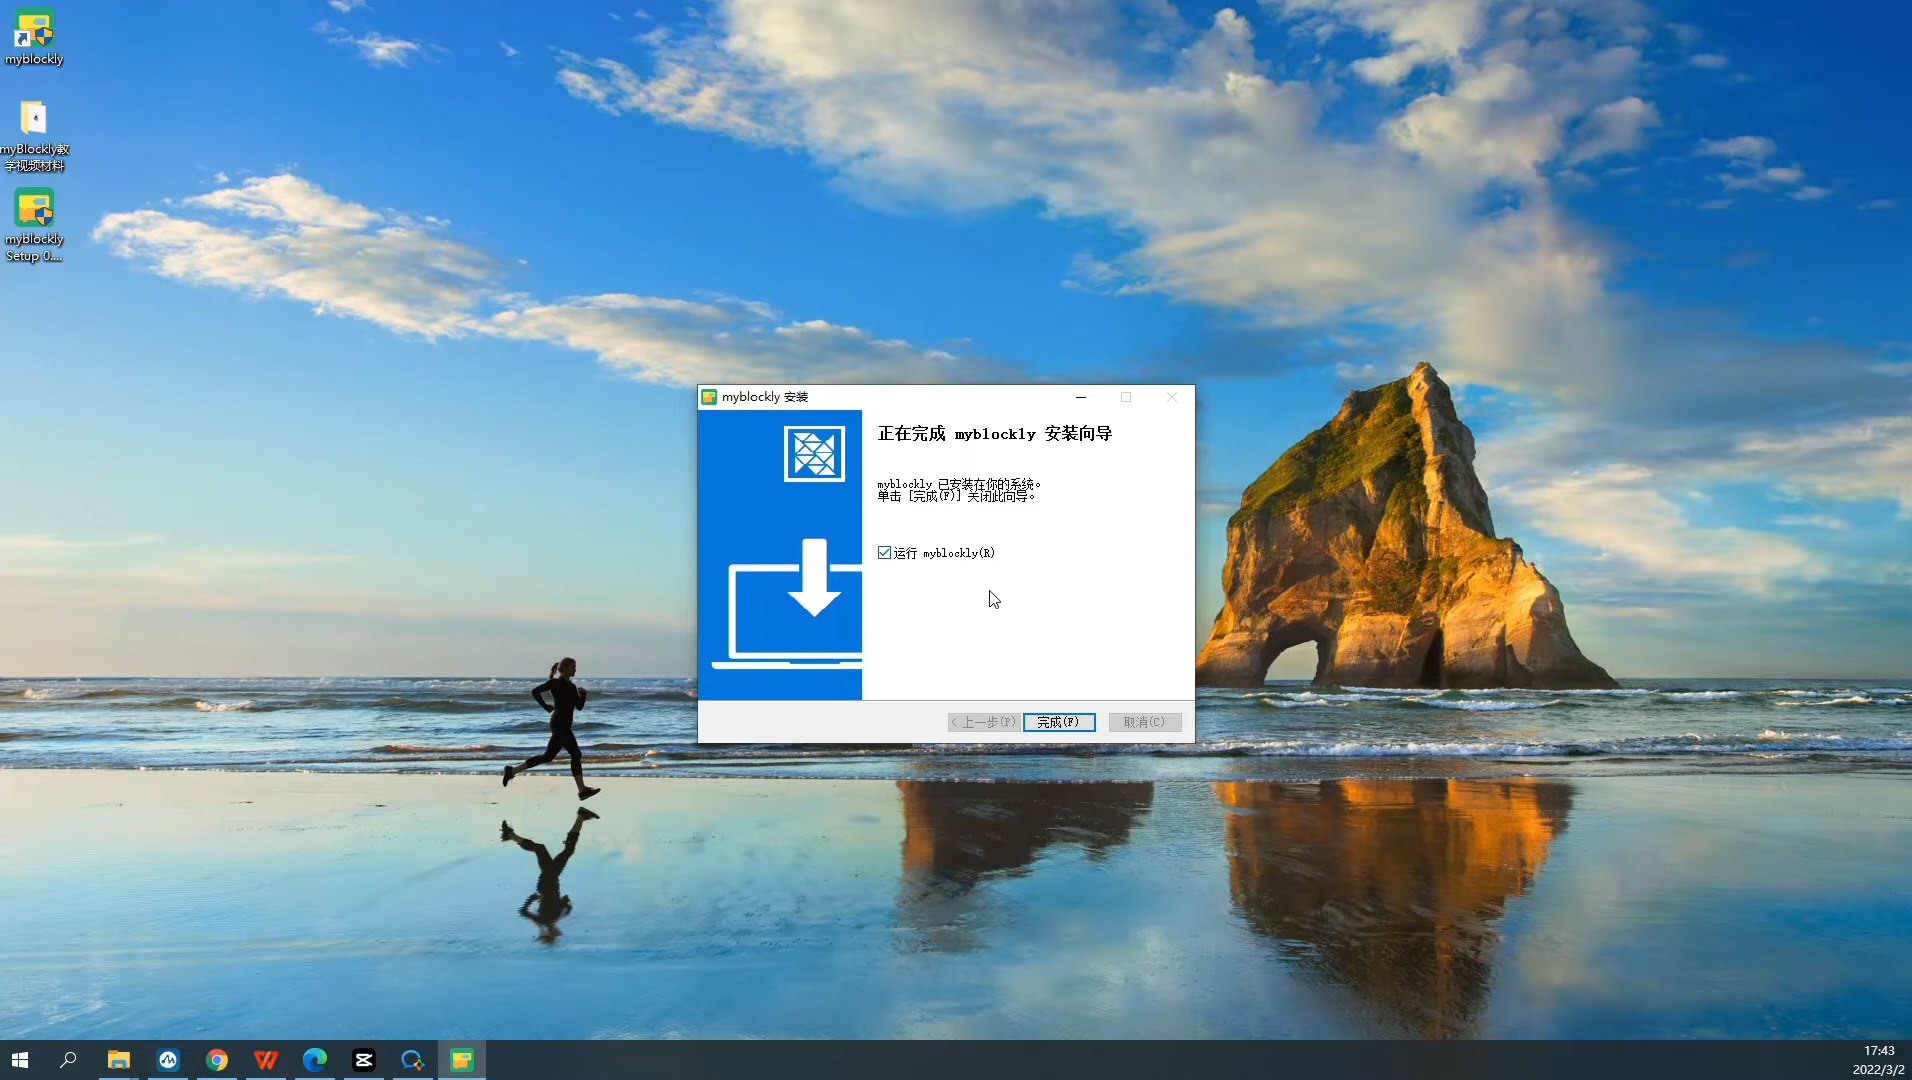 myblockly
myBlockly教
学视频材料
myblockly
Setup 0....
myblockly 安装
正在完成 myblockly 安装向导
myblockly 已安装在你的系统。
单击 [完成(F)] 关闭此向导。
运行 myblockly(R)
< 上一步(P)
完成(F)
取消(C)
17:43
2022/3/2